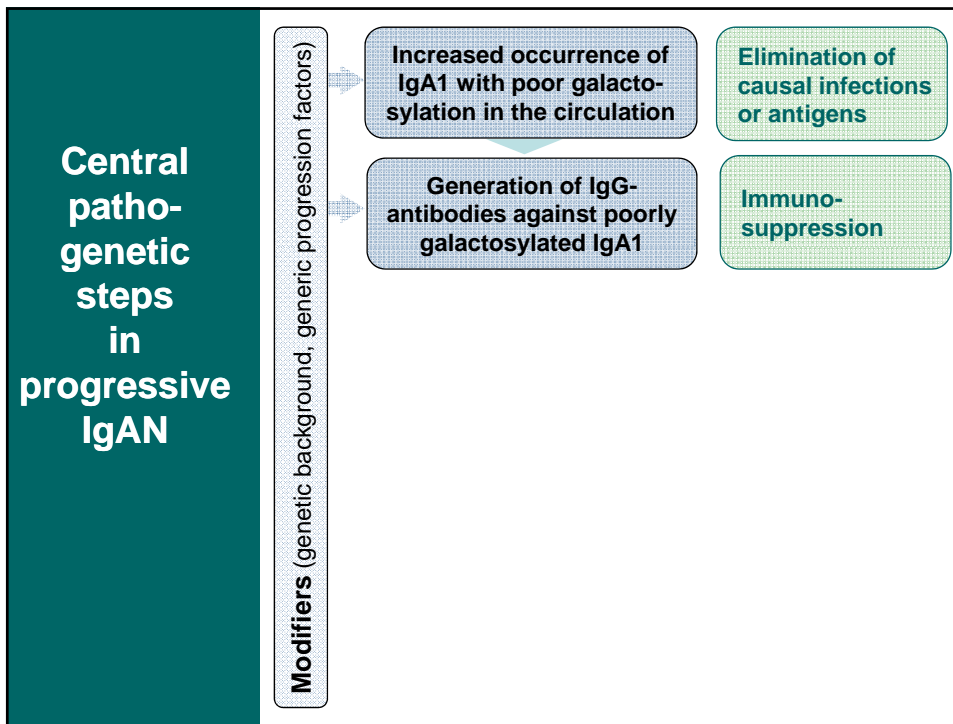 Central
patho-
genetic
steps
in
progressive
IgAN
Modifiers (genetic background, generic progression factors)
Increased occurrence of
IgA1 with poor galacto-
sylation in the circulation
Elimination of
causal infections
or antigens
Generation of IgG-
antibodies against poorly
galactosylated IgA1
Immuno-
suppression